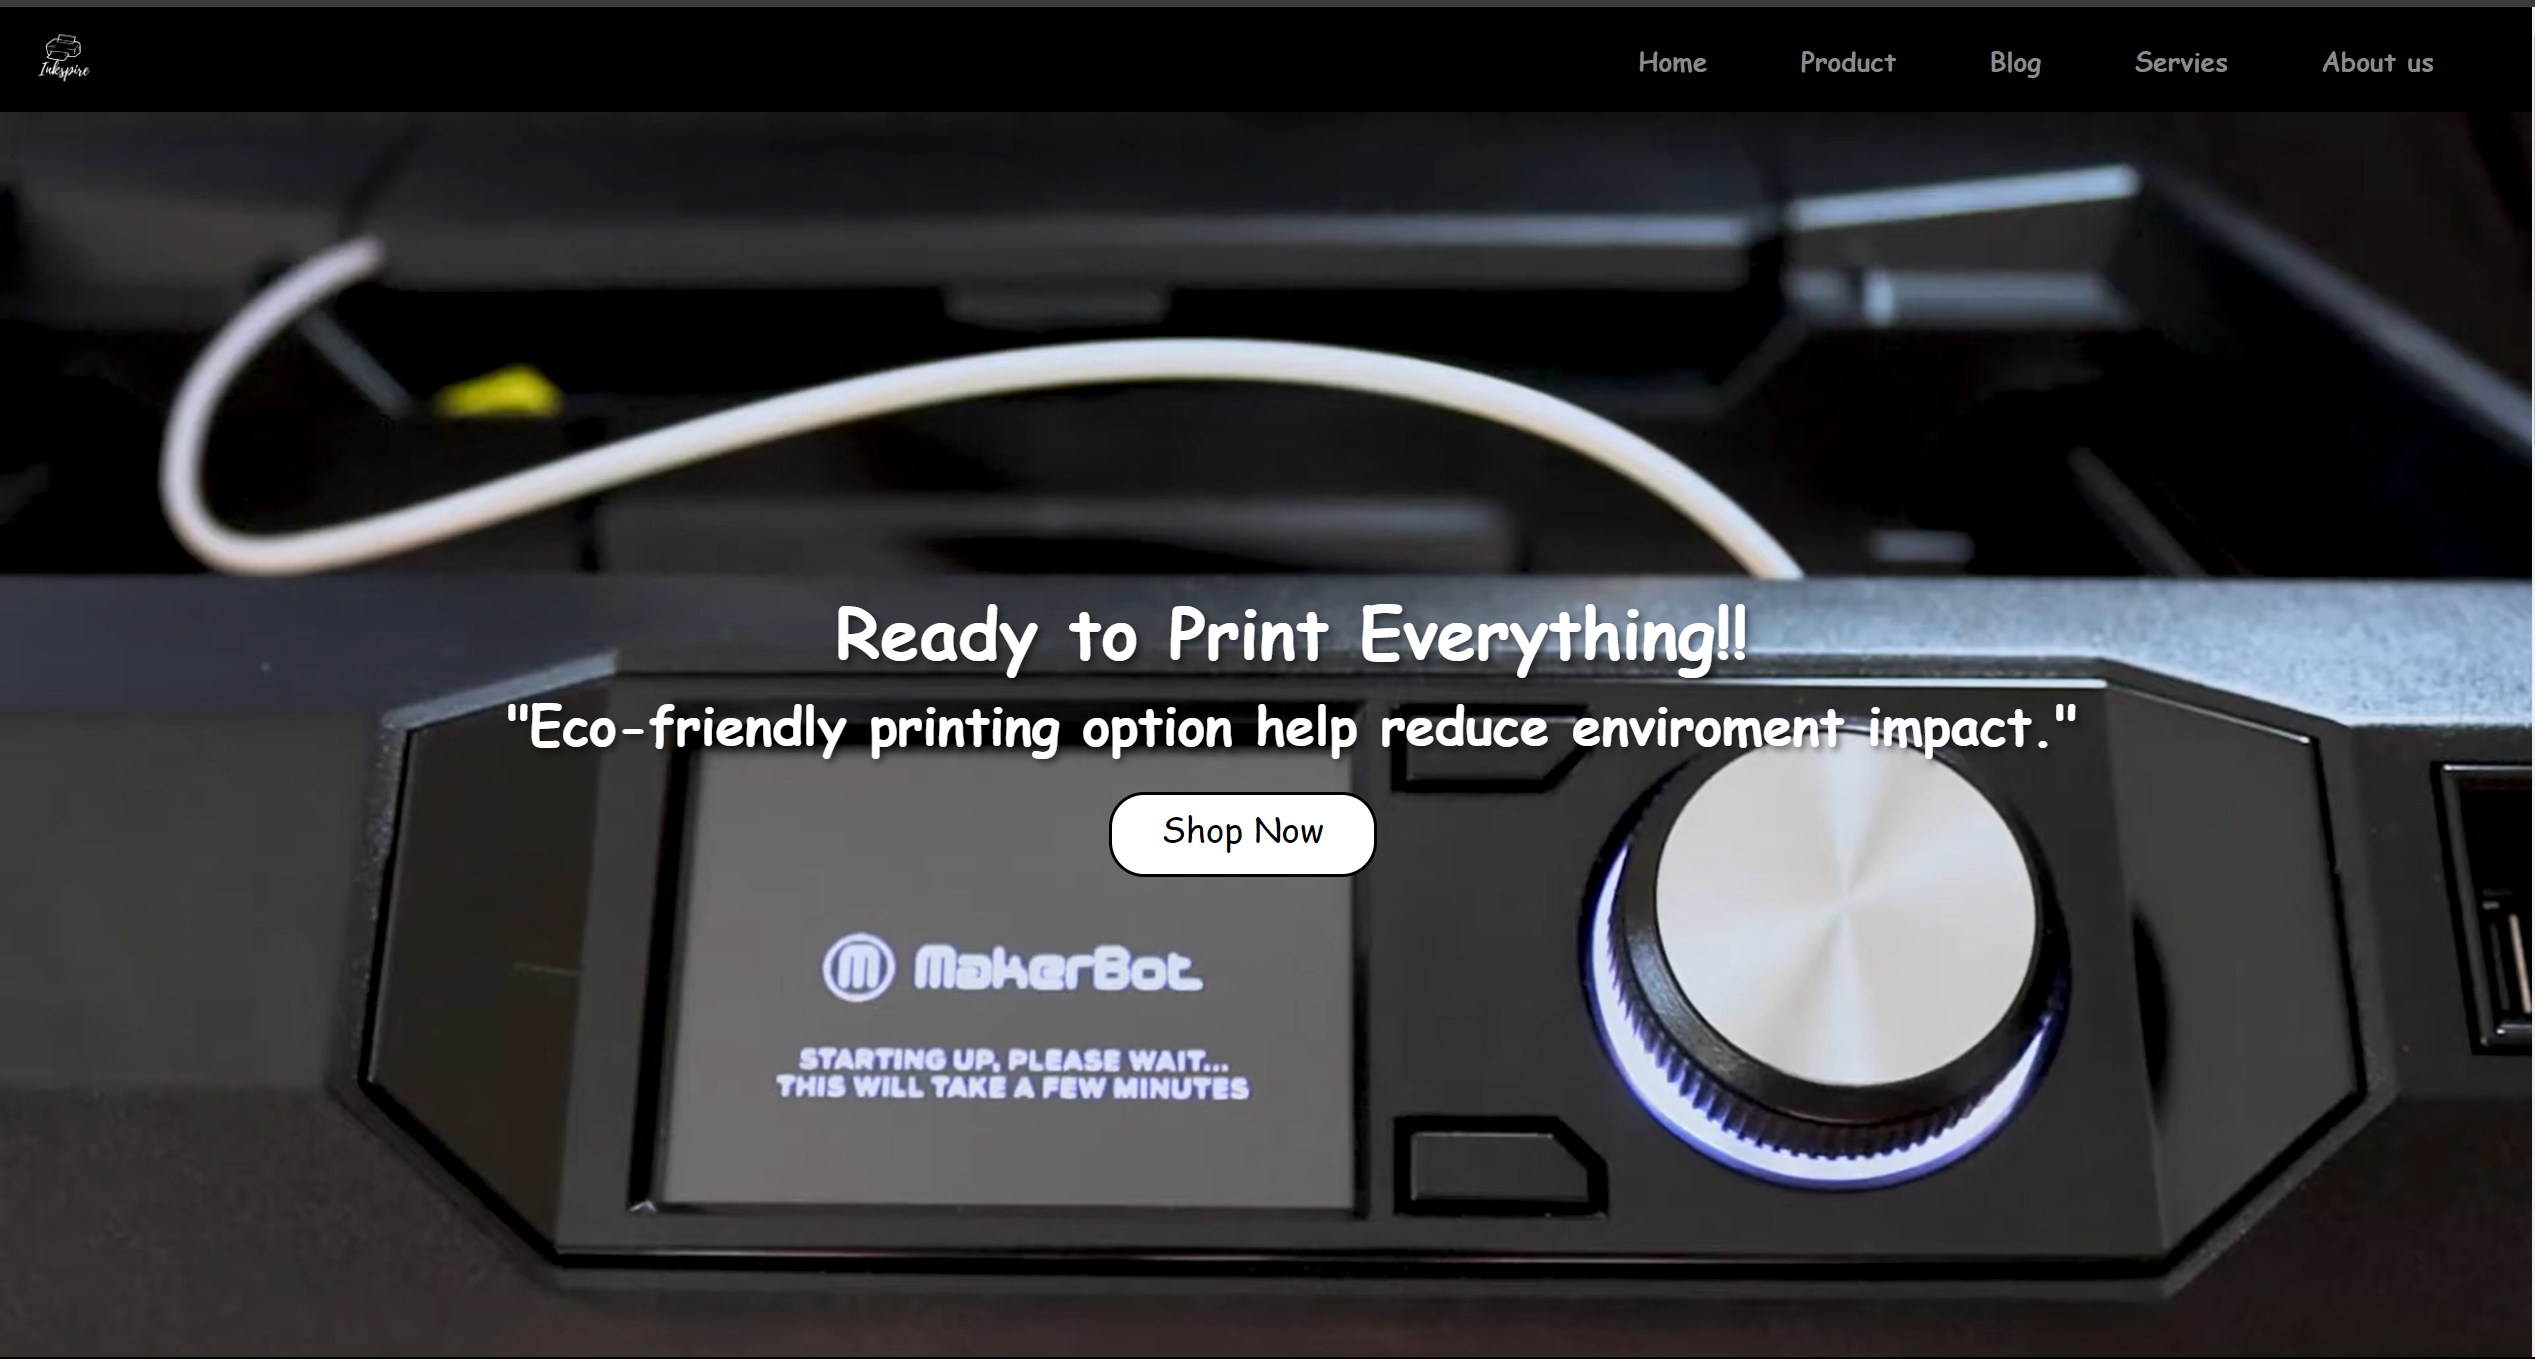 Inkspire
Home Product Blog Servies About us
Ready to Print Everything!!
"Eco-friendly printing option help reduce enviroment impact."
Shop Now
M MakerBot
STARTING UP, PLEASE WAIT...
THIS WILL TAKE A FEW MINUTES